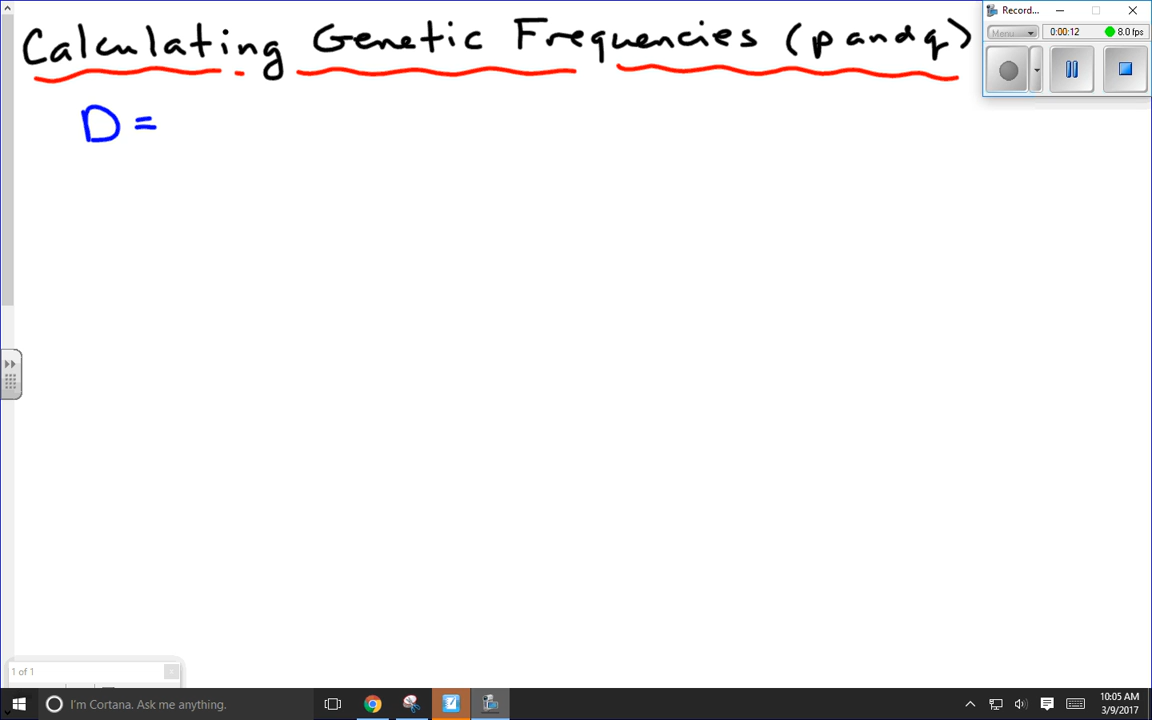 Calculating Genetic Frequencies (p and q)
D =
Record...
Menu
0:00:12
8.0 fps
1 of 1
I'm Cortana. Ask me anything.
10:05 AM
3/9/2017